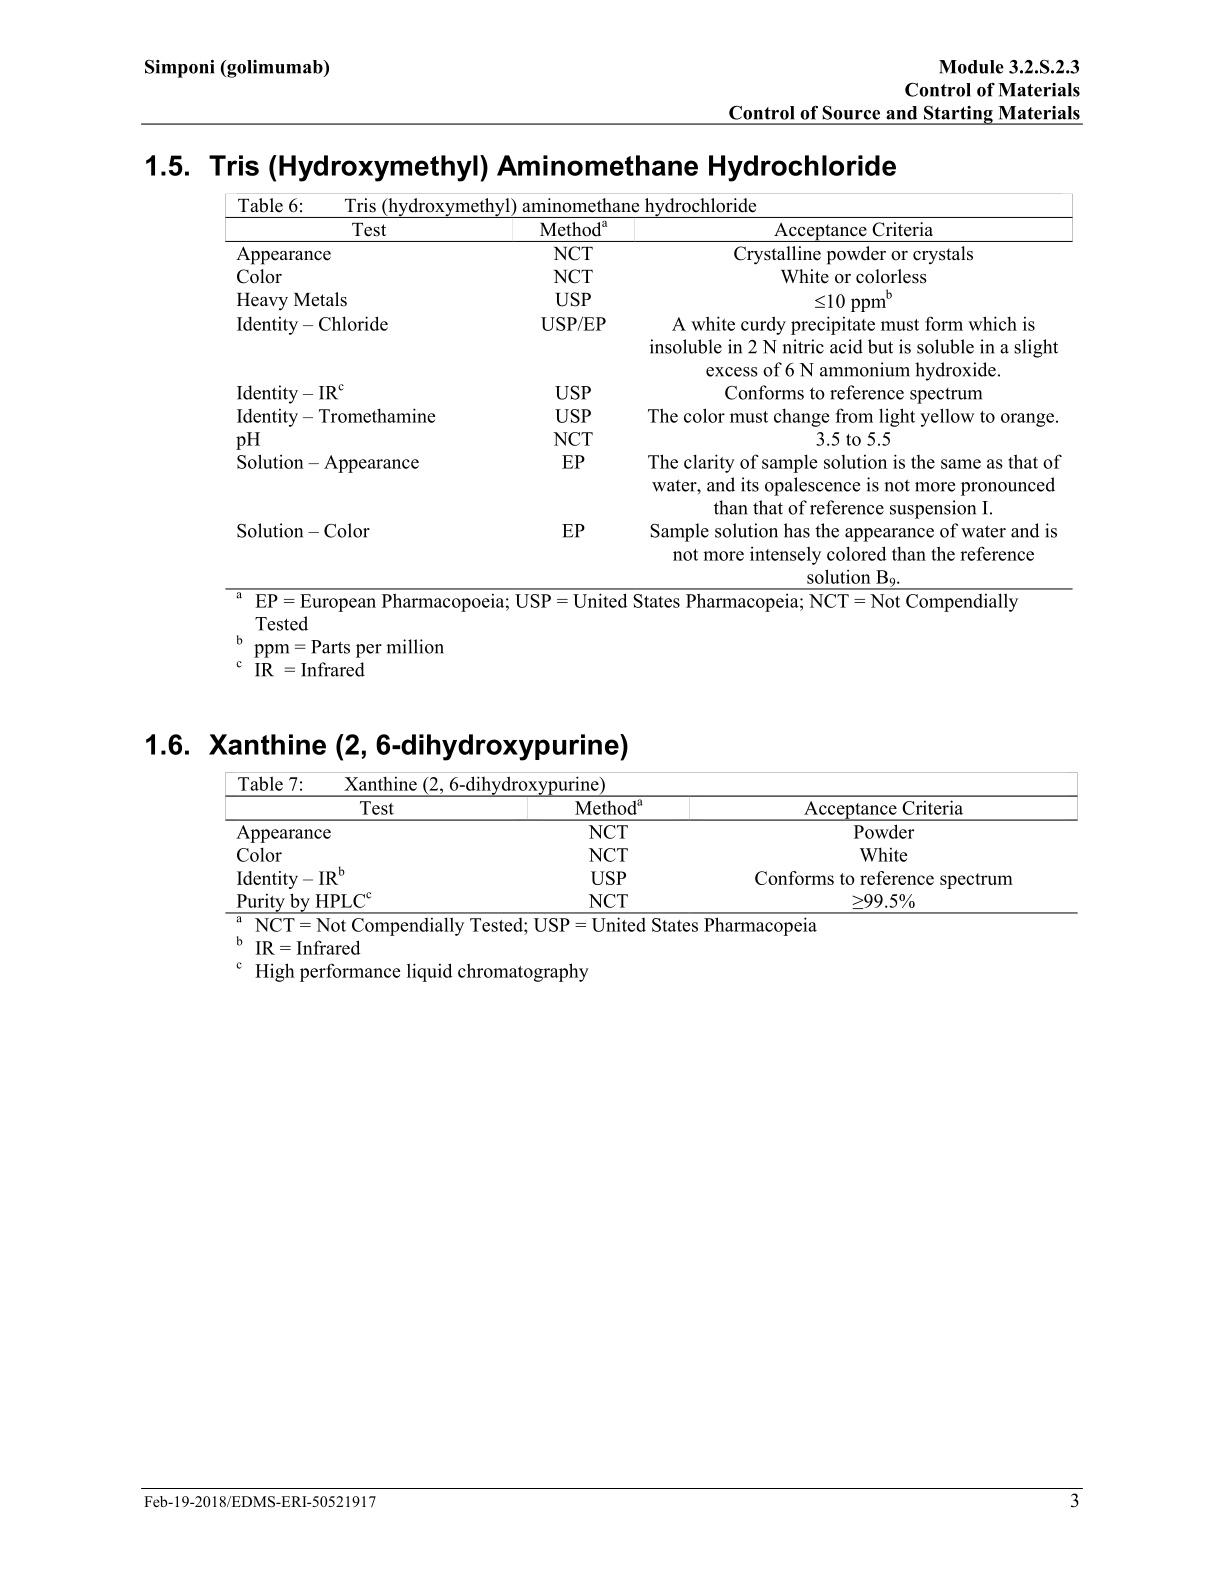 Simponi (golimumab) Module 3.2.S.2.3
Control of Materials
Control of Source and Starting Materials
1.5. Tris (Hydroxymethyl) Aminomethane Hydrochloride
Table 6: Tris (hydroxymethyl) aminomethane hydrochloride
Test Methodᵃ Acceptance Criteria
Appearance NCT Crystalline powder or crystals
Color NCT White or colorless
Heavy Metals USP ≤10 ppmᵇ
Identity – Chloride USP/EP A white curdy precipitate must form which is
insoluble in 2 N nitric acid but is soluble in a slight
excess of 6 N ammonium hydroxide.
Identity – IRᶜ USP Conforms to reference spectrum
Identity – Tromethamine USP The color must change from light yellow to orange.
pH NCT 3.5 to 5.5
Solution – Appearance EP The clarity of sample solution is the same as that of
water, and its opalescence is not more pronounced
than that of reference suspension I.
Solution – Color EP Sample solution has the appearance of water and is
not more intensely colored than the reference
solution B₉.
ᵃ EP = European Pharmacopoeia; USP = United States Pharmacopeia; NCT = Not Compendially
Tested
ᵇ ppm = Parts per million
ᶜ IR = Infrared
1.6. Xanthine (2, 6-dihydroxypurine)
Table 7: Xanthine (2, 6-dihydroxypurine)
Test Methodᵃ Acceptance Criteria
Appearance NCT Powder
Color NCT White
Identity – IRᵇ USP Conforms to reference spectrum
Purity by HPLCᶜ NCT ≥99.5%
ᵃ NCT = Not Compendially Tested; USP = United States Pharmacopeia
ᵇ IR = Infrared
ᶜ High performance liquid chromatography
Feb-19-2018/EDMS-ERI-50521917 3